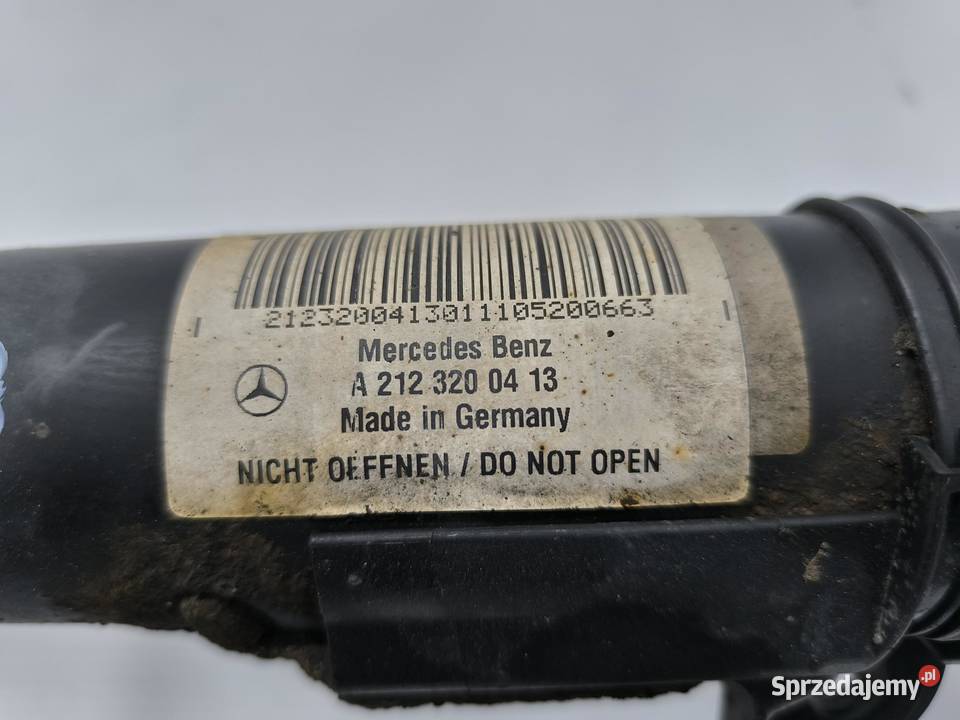 2123200413011105200663
Mercedes Benz
A 212 320 04 13
Made in Germany
NICHT OEFFNEN / DO NOT OPEN
Sprzedajemy.pl